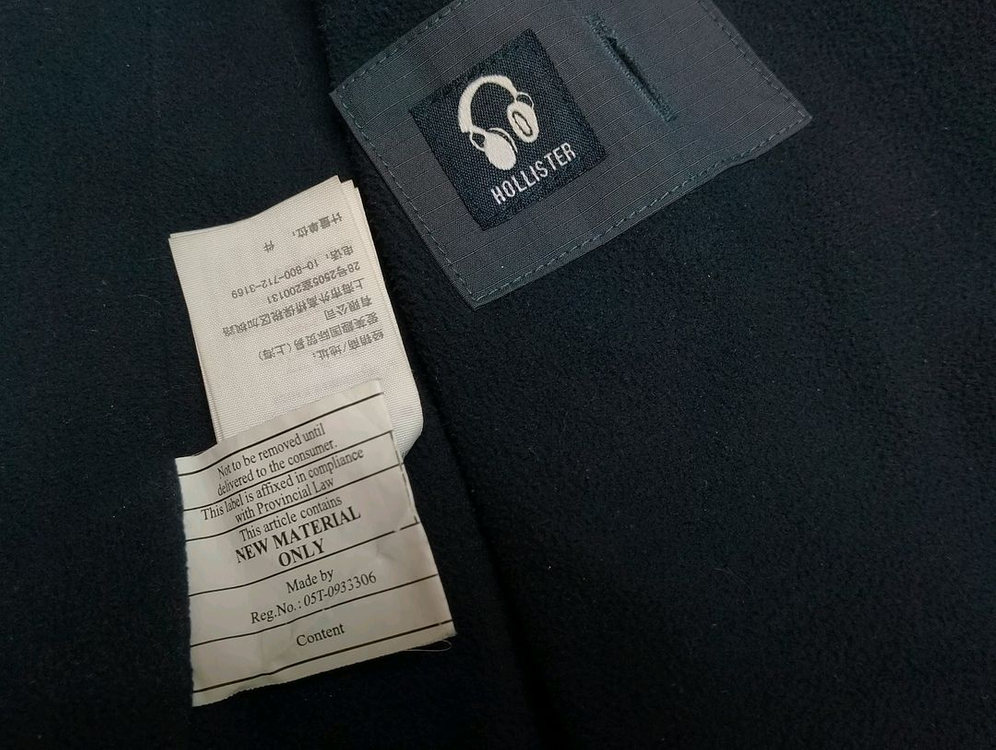 HOLLISTER
经销商/地址:
爱芙趣国际贸易(上海)
有限公司
上海市外高桥保税区加枫路
28号2505室200131
电话: 10-800-712-3169
计量单位: 件
Not to be removed until
delivered to the consumer.
This label is affixed in compliance
with Provincial Law
This article contains
NEW MATERIAL
ONLY
Made by
Reg.No.: 05T-0933306
Content